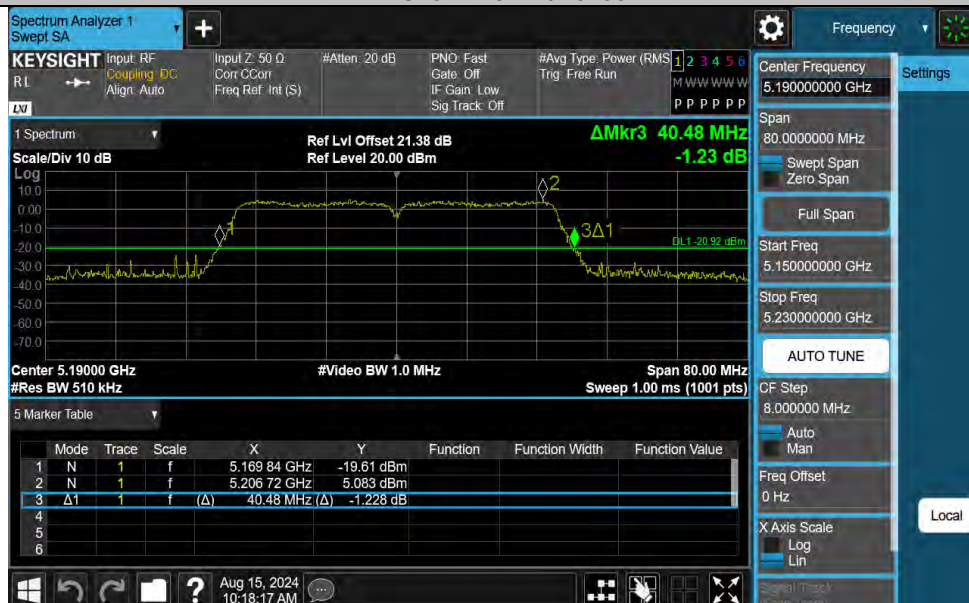 Spectrum Analyzer 1
Swept SA
Frequency
KEYSIGHT
RL
LXI
Input: RF
Coupling: DC
Align: Auto
Input Z: 50 Ω
Corr CCorr
Freq Ref: Int (S)
#Atten: 20 dB
PNO: Fast
Gate: Off
IF Gain: Low
Sig Track: Off
#Avg Type: Power (RMS
Trig: Free Run
1 2 3 4 5 6
M W W W W W
P P P P P P
1 Spectrum
Scale/Div 10 dB
Ref Lvl Offset 21.38 dB
Ref Level 20.00 dBm
ΔMkr3 40.48 MHz
-1.23 dB
Log
10.0
0.00
-10.0
-20.0
-30.0
-40.0
-50.0
-60.0
-70.0
2
3Δ1
DL1 -20.92 dBm
Center 5.19000 GHz
#Video BW 1.0 MHz
Span 80.00 MHz
#Res BW 510 kHz
Sweep 1.00 ms (1001 pts)
5 Marker Table
Mode Trace Scale X Y Function Function Width Function Value
1 N 1 f 5.169 84 GHz -19.61 dBm
2 N 1 f 5.206 72 GHz 5.083 dBm
3 Δ1 1 f (Δ) 40.48 MHz (Δ) -1.228 dB
4
5
6
Aug 15, 2024
10:18:17 AM
Center Frequency
5.190000000 GHz
Settings
Span
80.0000000 MHz
Swept Span
Zero Span
Full Span
Start Freq
5.150000000 GHz
Stop Freq
5.230000000 GHz
AUTO TUNE
CF Step
8.000000 MHz
Auto
Man
Freq Offset
0 Hz
Local
X Axis Scale
Log
Lin
Signal Track